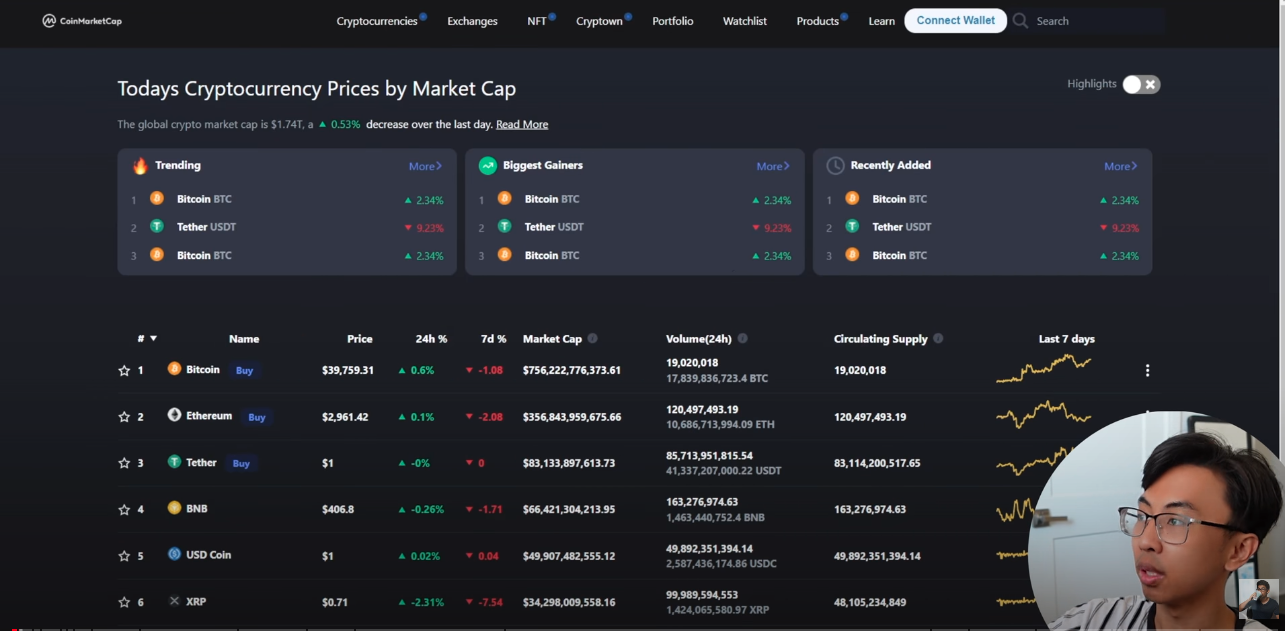 CoinMarketCap Cryptocurrencies Exchanges NFT Cryptown Portfolio Watchlist Products Learn Connect Wallet Search
Todays Cryptocurrency Prices by Market Cap Highlights
The global crypto market cap is $1.74T, a ▲ 0.53% decrease over the last day. Read More
Trending More
1 Bitcoin BTC ▲ 2.34%
2 Tether USDT ▼ 9.23%
3 Bitcoin BTC ▲ 2.34%
Biggest Gainers More
1 Bitcoin BTC ▲ 2.34%
2 Tether USDT ▼ 9.23%
3 Bitcoin BTC ▲ 2.34%
Recently Added More
1 Bitcoin BTC ▲ 2.34%
2 Tether USDT ▼ 9.23%
3 Bitcoin BTC ▲ 2.34%
# ▼ Name Price 24h % 7d % Market Cap Volume(24h) Circulating Supply Last 7 days
1 Bitcoin Buy $39,759.31 ▲ 0.6% ▼ -1.08 $756,222,776,373.61 19,020,018 19,020,018
17,839,836,723.4 BTC
2 Ethereum Buy $2,961.42 ▲ 0.1% ▼ -2.08 $356,843,959,675.66 120,497,493.19 120,497,493.19
10,686,713,994.09 ETH
3 Tether Buy $1 ▲ -0% ▼ 0 $83,133,897,613.73 85,713,951,815.54 83,114,200,517.65
41,337,207,000.22 USDT
4 BNB $406.8 ▲ -0.26% ▼ -1.71 $66,421,304,213.95 163,276,974.63 163,276,974.63
1,463,440,752.4 BNB
5 USD Coin $1 ▲ 0.02% ▼ 0.04 $49,907,482,555.12 49,892,351,394.14 49,892,351,394.14
2,587,436,174.86 USDC
6 XRP $0.71 ▲ -2.31% ▼ -7.54 $34,298,009,558.16 99,989,594,553 48,105,234,849
1,424,065,580.97 XRP